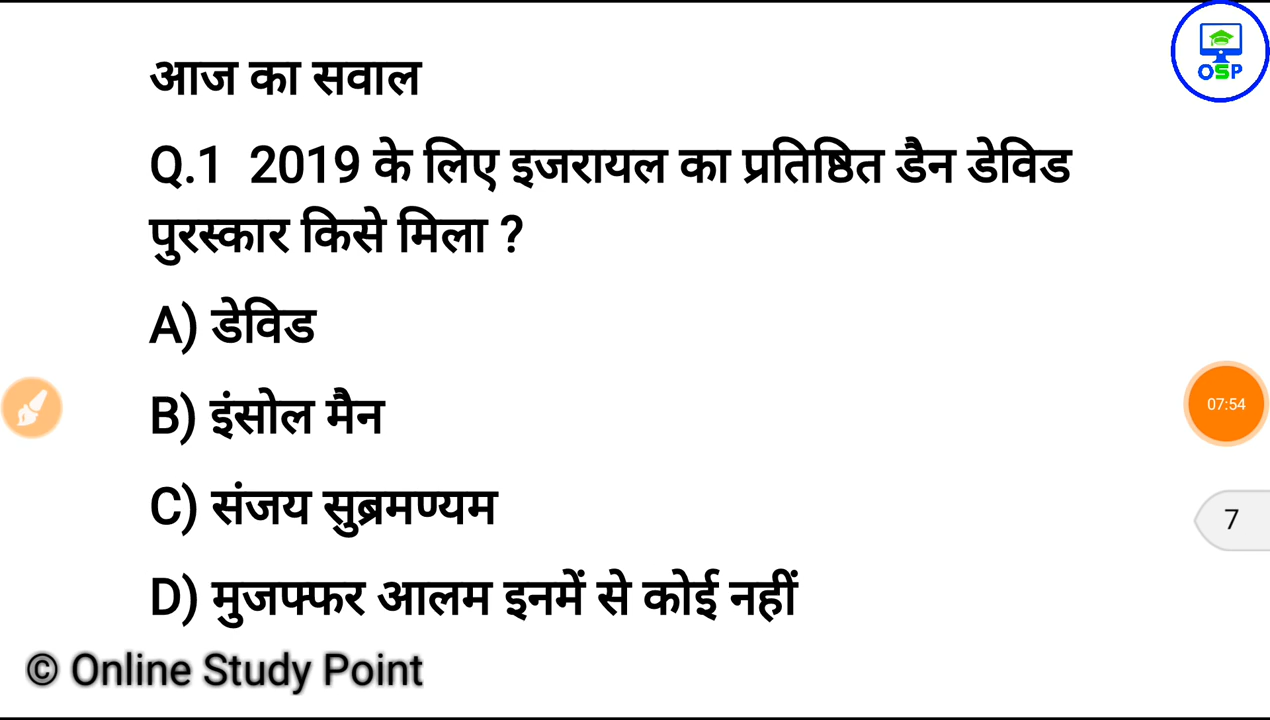 आज का सवाल
OSP
Q.1 2019 के लिए इजरायल का प्रतिष्ठित डैन डेविड
पुरस्कार किसे मिला ?
A) डेविड
B) इंसोल मैन
07:54
C) संजय सुब्रमण्यम
7
D) मुजफ्फर आलम इनमें से कोई नहीं
© Online Study Point